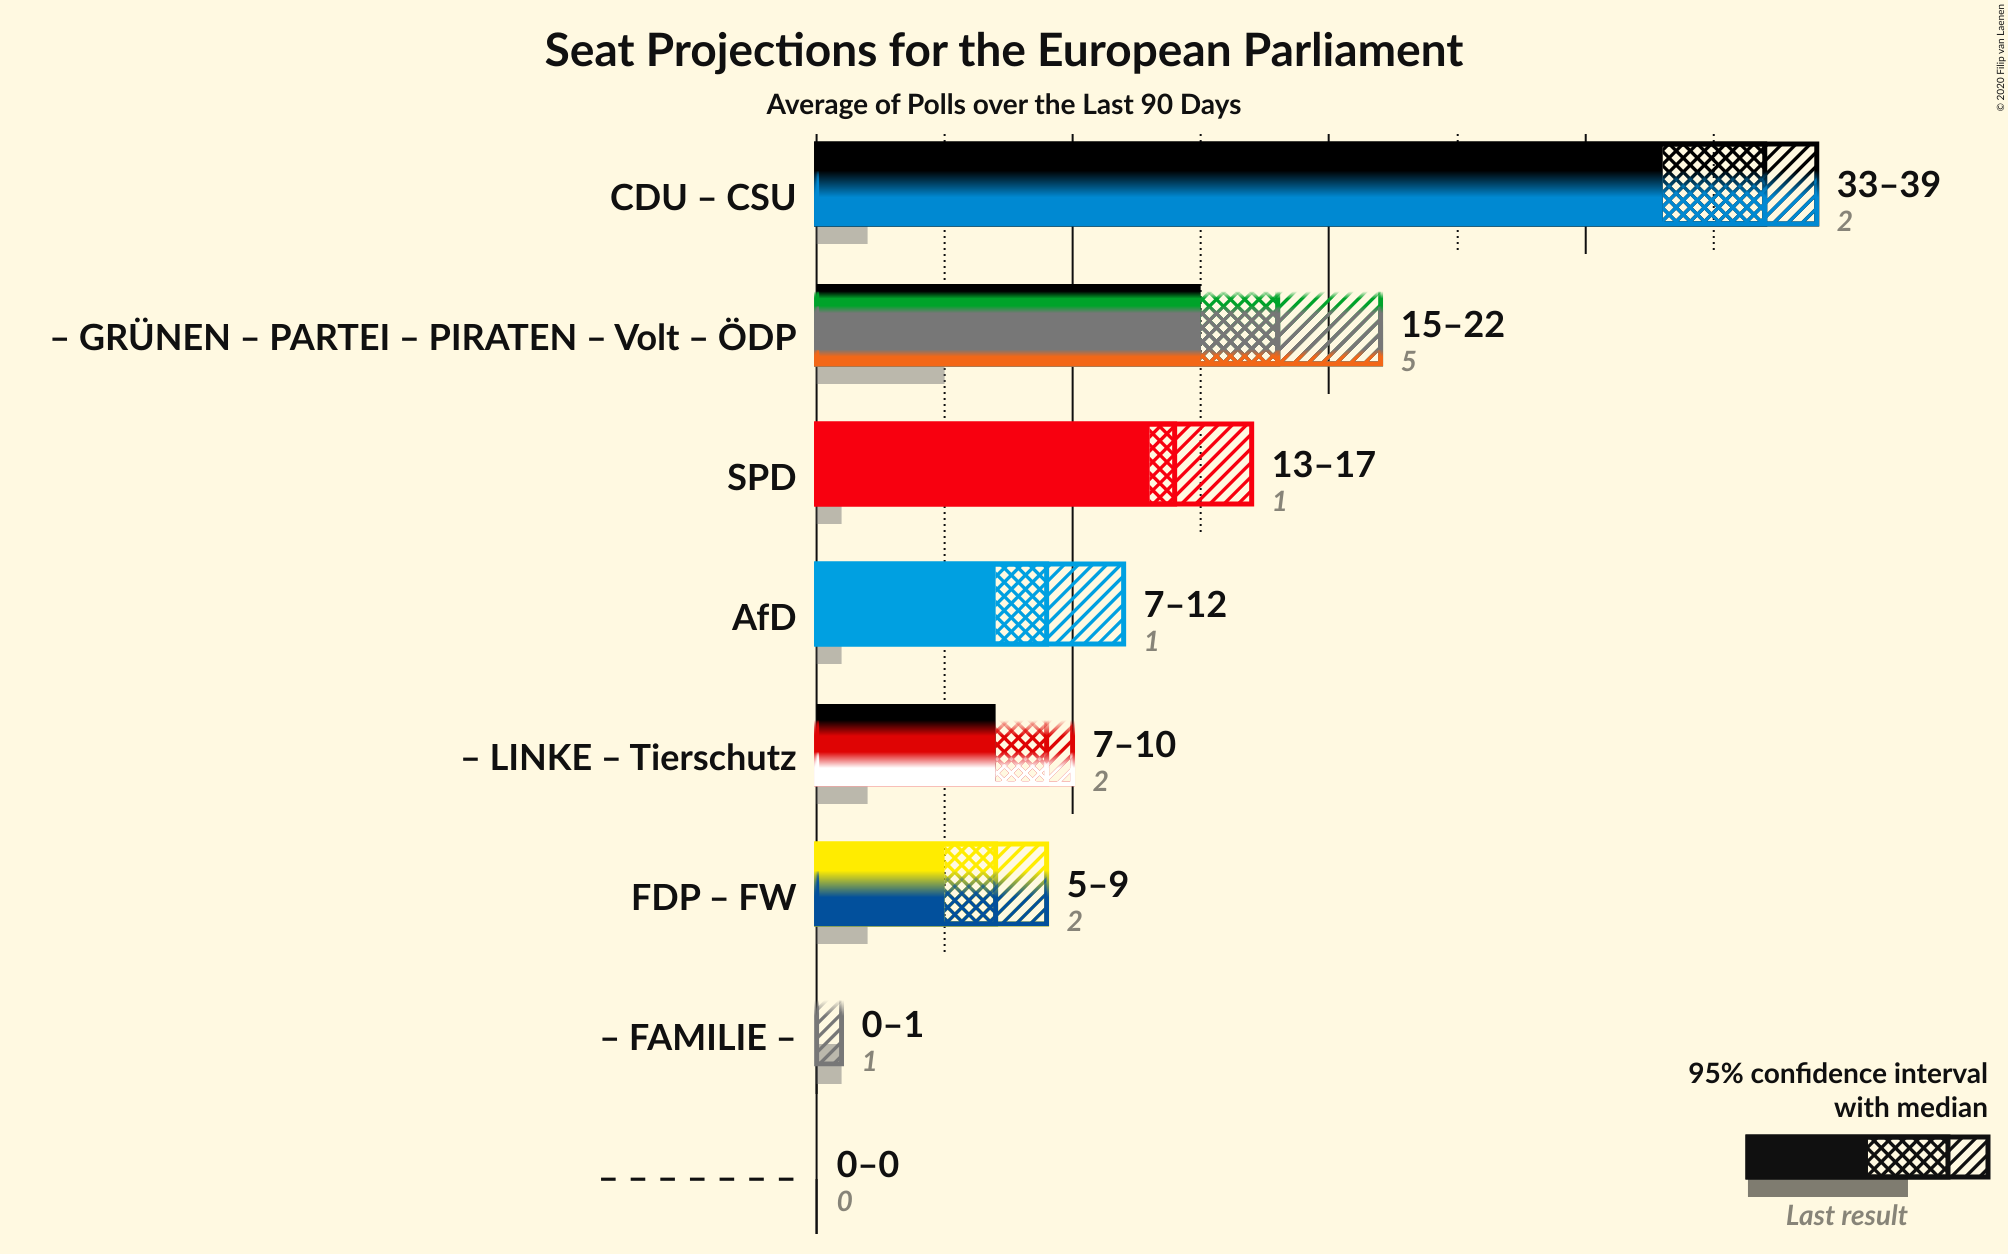 Seat Projections for the European Parliament
Average of Polls over the Last 90 Days
© 2020 Filip van Laenen
CDU – CSU
33–39
2
– GRÜNEN – PARTEI – PIRATEN – Volt – ÖDP
15–22
5
SPD
13–17
1
AfD
7–12
1
– LINKE – Tierschutz
7–10
2
FDP – FW
5–9
2
– FAMILIE –
0–1
1
– – – – – – –
0–0
0
95% confidence interval
with median
Last result